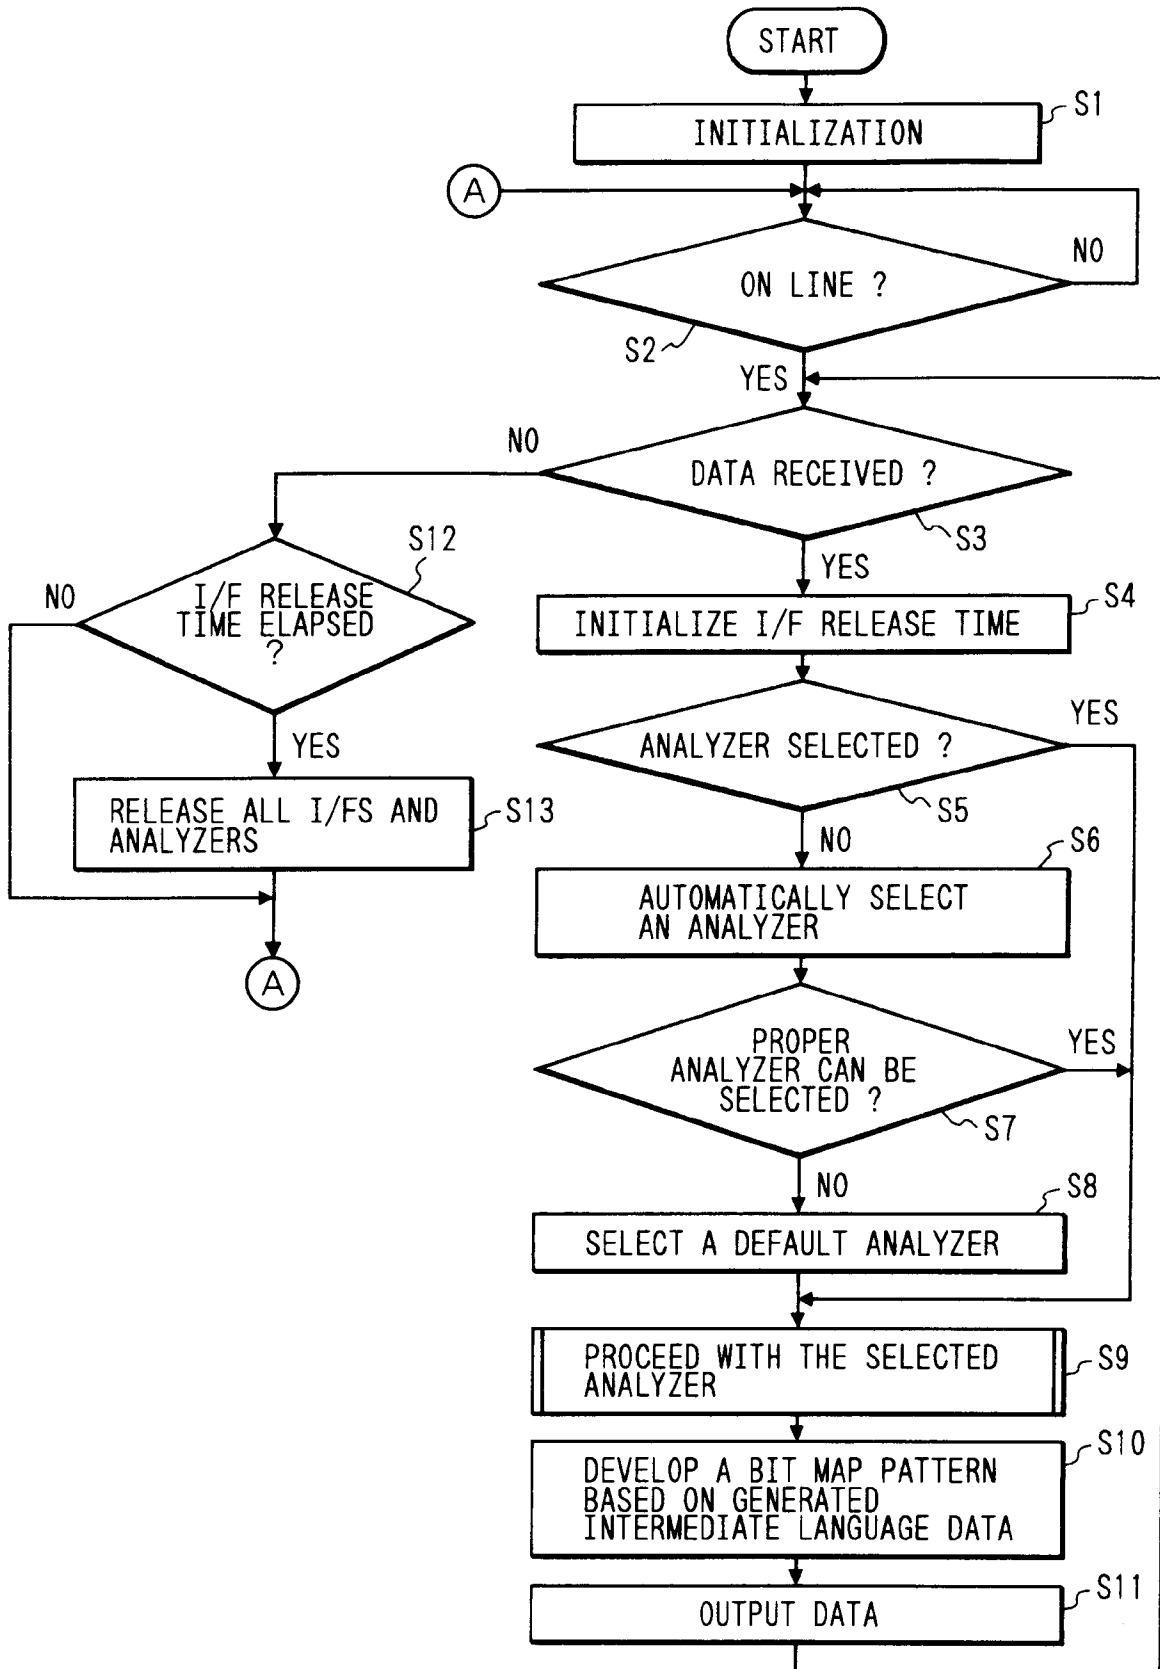 START
INITIALIZATION
S1
A
ON LINE ?
NO
S2
YES
DATA RECEIVED ?
NO
S3
YES
S12
I/F RELEASE
TIME ELAPSED
?
NO
YES
RELEASE ALL I/FS AND
ANALYZERS
S13
A
INITIALIZE I/F RELEASE TIME
S4
ANALYZER SELECTED ?
YES
S5
NO
S6
AUTOMATICALLY SELECT
AN ANALYZER
PROPER
ANALYZER CAN BE
SELECTED ?
YES
S7
NO
S8
SELECT A DEFAULT ANALYZER
PROCEED WITH THE SELECTED
ANALYZER
S9
DEVELOP A BIT MAP PATTERN
BASED ON GENERATED
INTERMEDIATE LANGUAGE DATA
S10
OUTPUT DATA
S11